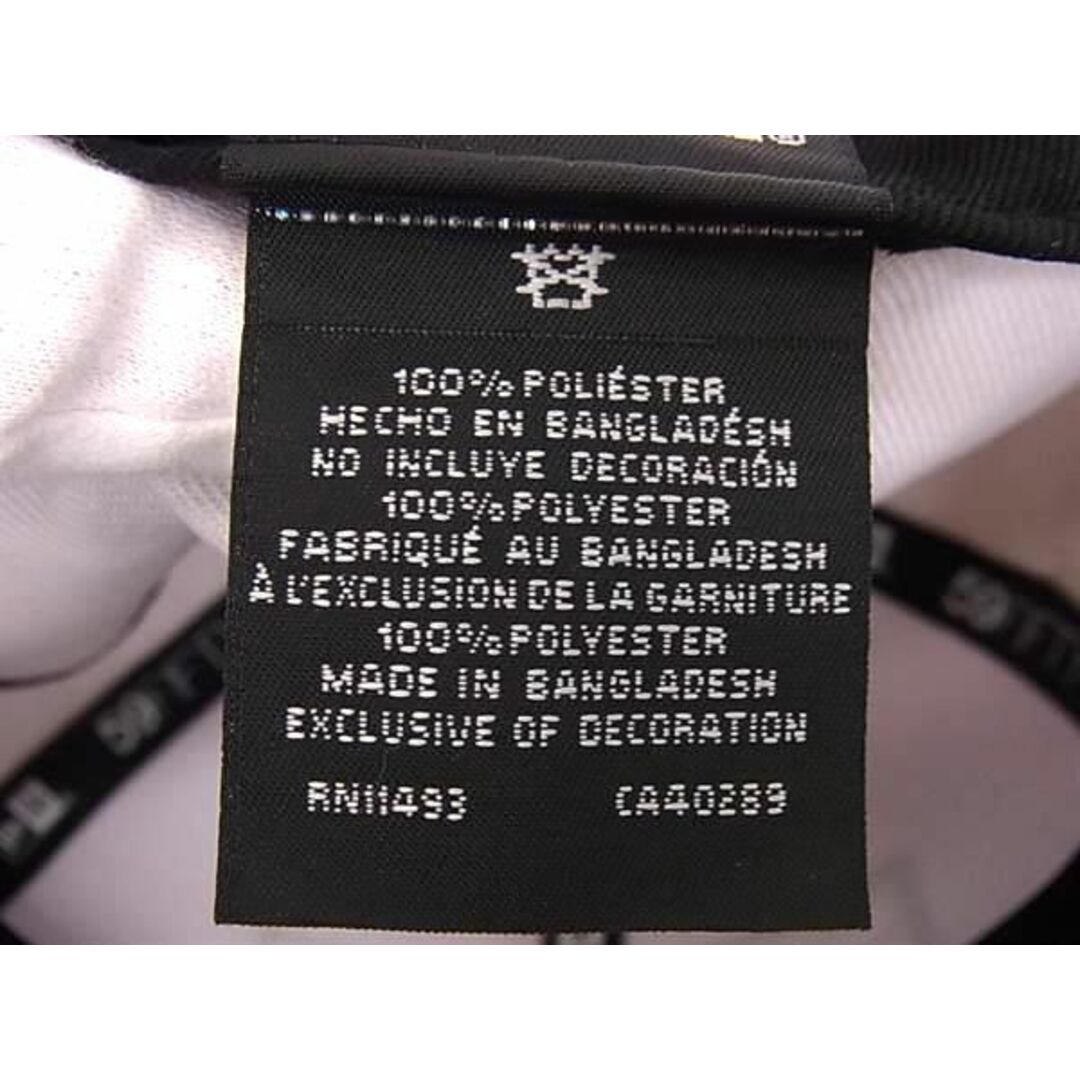 100% POLIÉSTER
HECHO EN BANGLADÉSH
NO INCLUYE DECORACIÓN
100% POLYESTER
FABRIQUÉ AU BANGLADESH
À L'EXCLUSION DE LA GARNITURE
100% POLYESTER
MADE IN BANGLADESH
EXCLUSIVE OF DECORATION
RN11493 CA40289